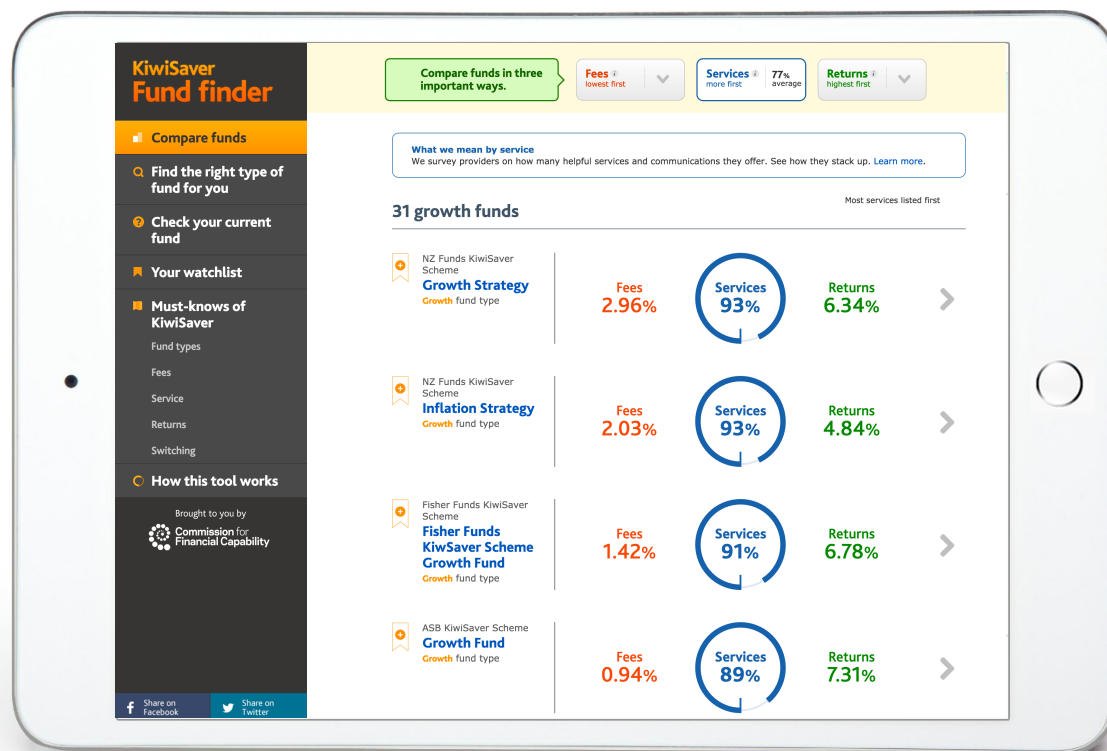 KiwiSaver
Fund finder
Compare funds
Find the right type of
fund for you
Check your current
fund
Your watchlist
Must-knows of
KiwiSaver
Fund types
Fees
Service
Returns
Switching
How this tool works
Brought to you by
Commission for
Financial Capability
Share on
Facebook
Share on
Twitter
Compare funds in three
important ways.
Fees
lowest first
Services
more first
77%
average
Returns
highest first
What we mean by service
We survey providers on how many helpful services and communications they offer. See how they stack up. Learn more.
31 growth funds
Most services listed first
NZ Funds KiwiSaver
Scheme
Growth Strategy
Growth fund type
Fees
2.96%
Services
93%
Returns
6.34%
NZ Funds KiwiSaver
Scheme
Inflation Strategy
Growth fund type
Fees
2.03%
Services
93%
Returns
4.84%
Fisher Funds KiwiSaver
Scheme
Fisher Funds
KiwSaver Scheme
Growth Fund
Growth fund type
Fees
1.42%
Services
91%
Returns
6.78%
ASB KiwiSaver Scheme
Growth Fund
Growth fund type
Fees
0.94%
Services
89%
Returns
7.31%